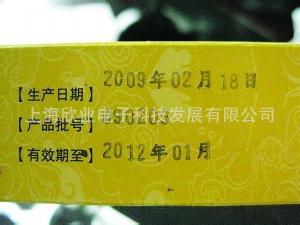 【生产日期】2009年02月18日
上海欣业电子科技发展有限公司
【产品批号】
【有效期至】2012年01月